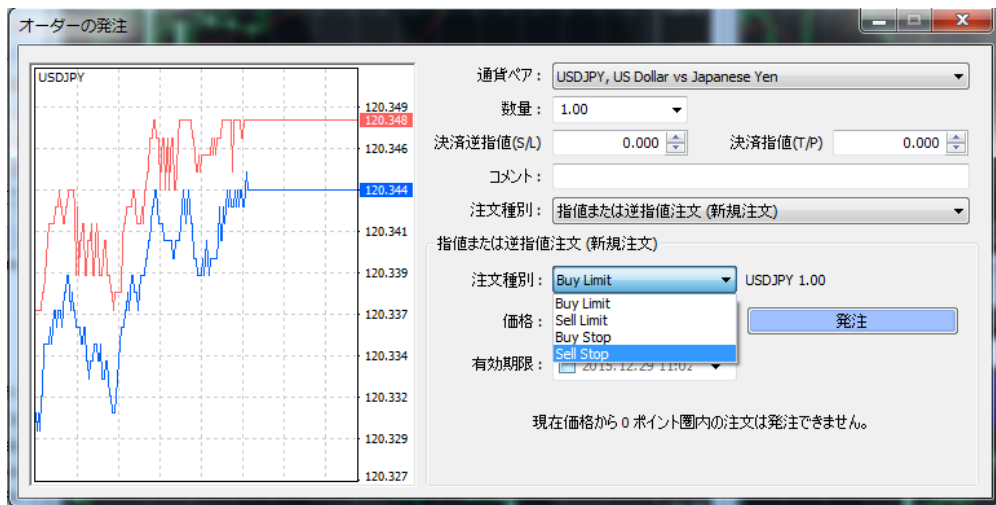 オーダーの発注
USDJPY
120.349
120.348
120.346
120.344
120.341
120.339
120.337
120.334
120.332
120.329
120.327
通貨ペア： USDJPY, US Dollar vs Japanese Yen
数量： 1.00
決済逆指値(S/L) 0.000 決済指値(T/P) 0.000
コメント：
注文種別： 指値または逆指値注文 (新規注文)
指値または逆指値注文 (新規注文)
注文種別： Buy Limit USDJPY 1.00
Buy Limit
価格： Sell Limit 発注
Buy Stop
Sell Stop
有効期限： 2015.12.29 11:02
現在価格から 0 ポイント圏内の注文は発注できません。